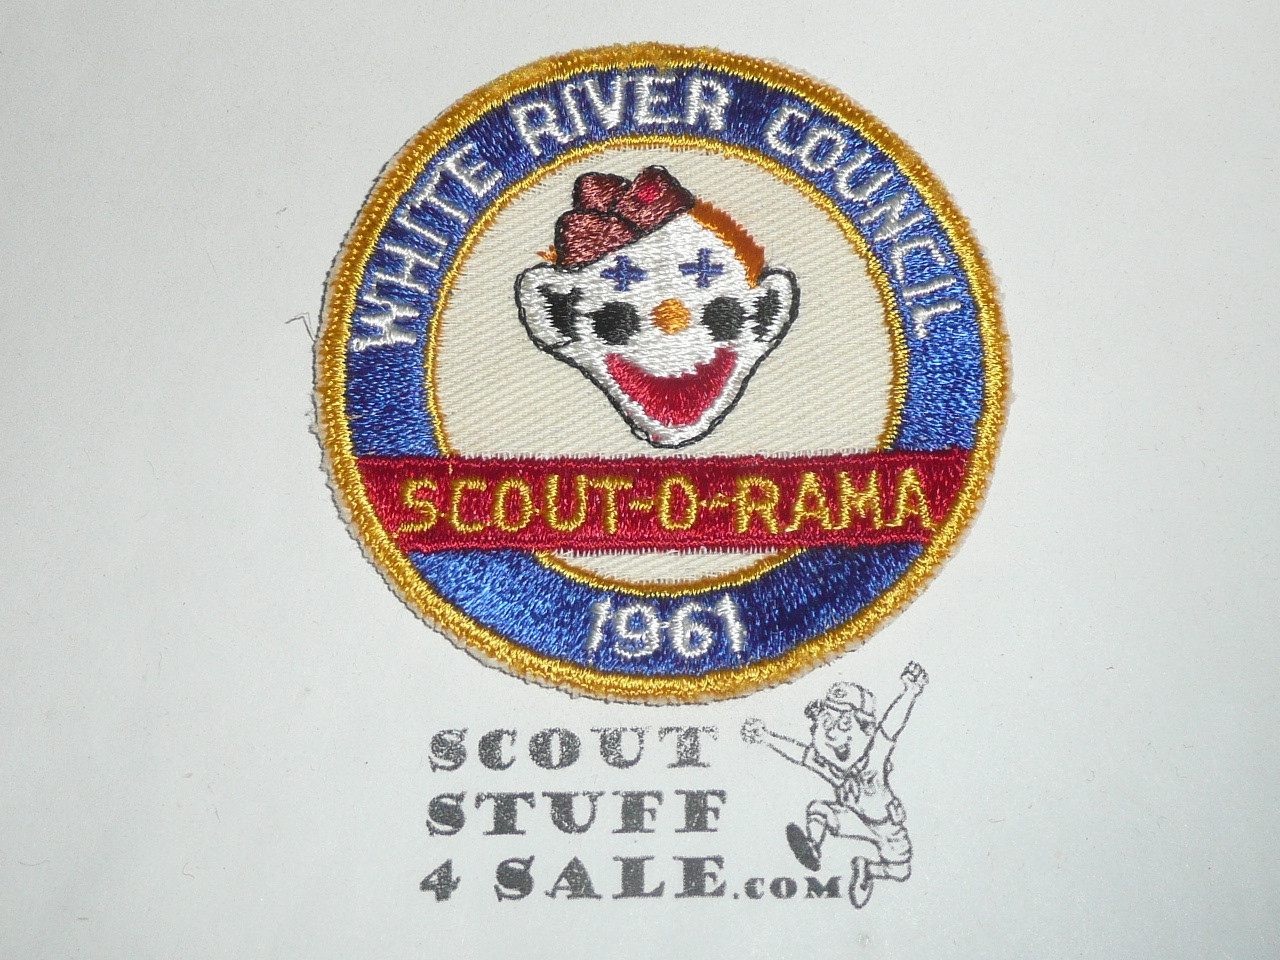 WHITE RIVER COUNCIL
SCOUT-O-RAMA
1961
SCOUT
STUFF
4 SALE.COM